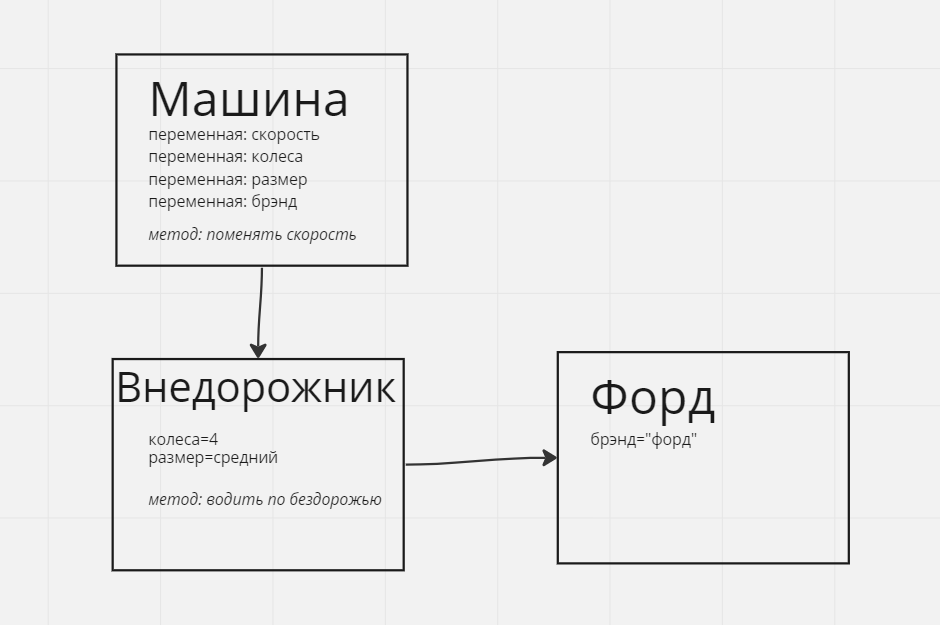 Машина
переменная: скорость
переменная: колеса
переменная: размер
переменная: брэнд
метод: поменять скорость
Внедорожник
колеса=4
размер=средний
метод: водить по бездорожью
Форд
брэнд="форд"